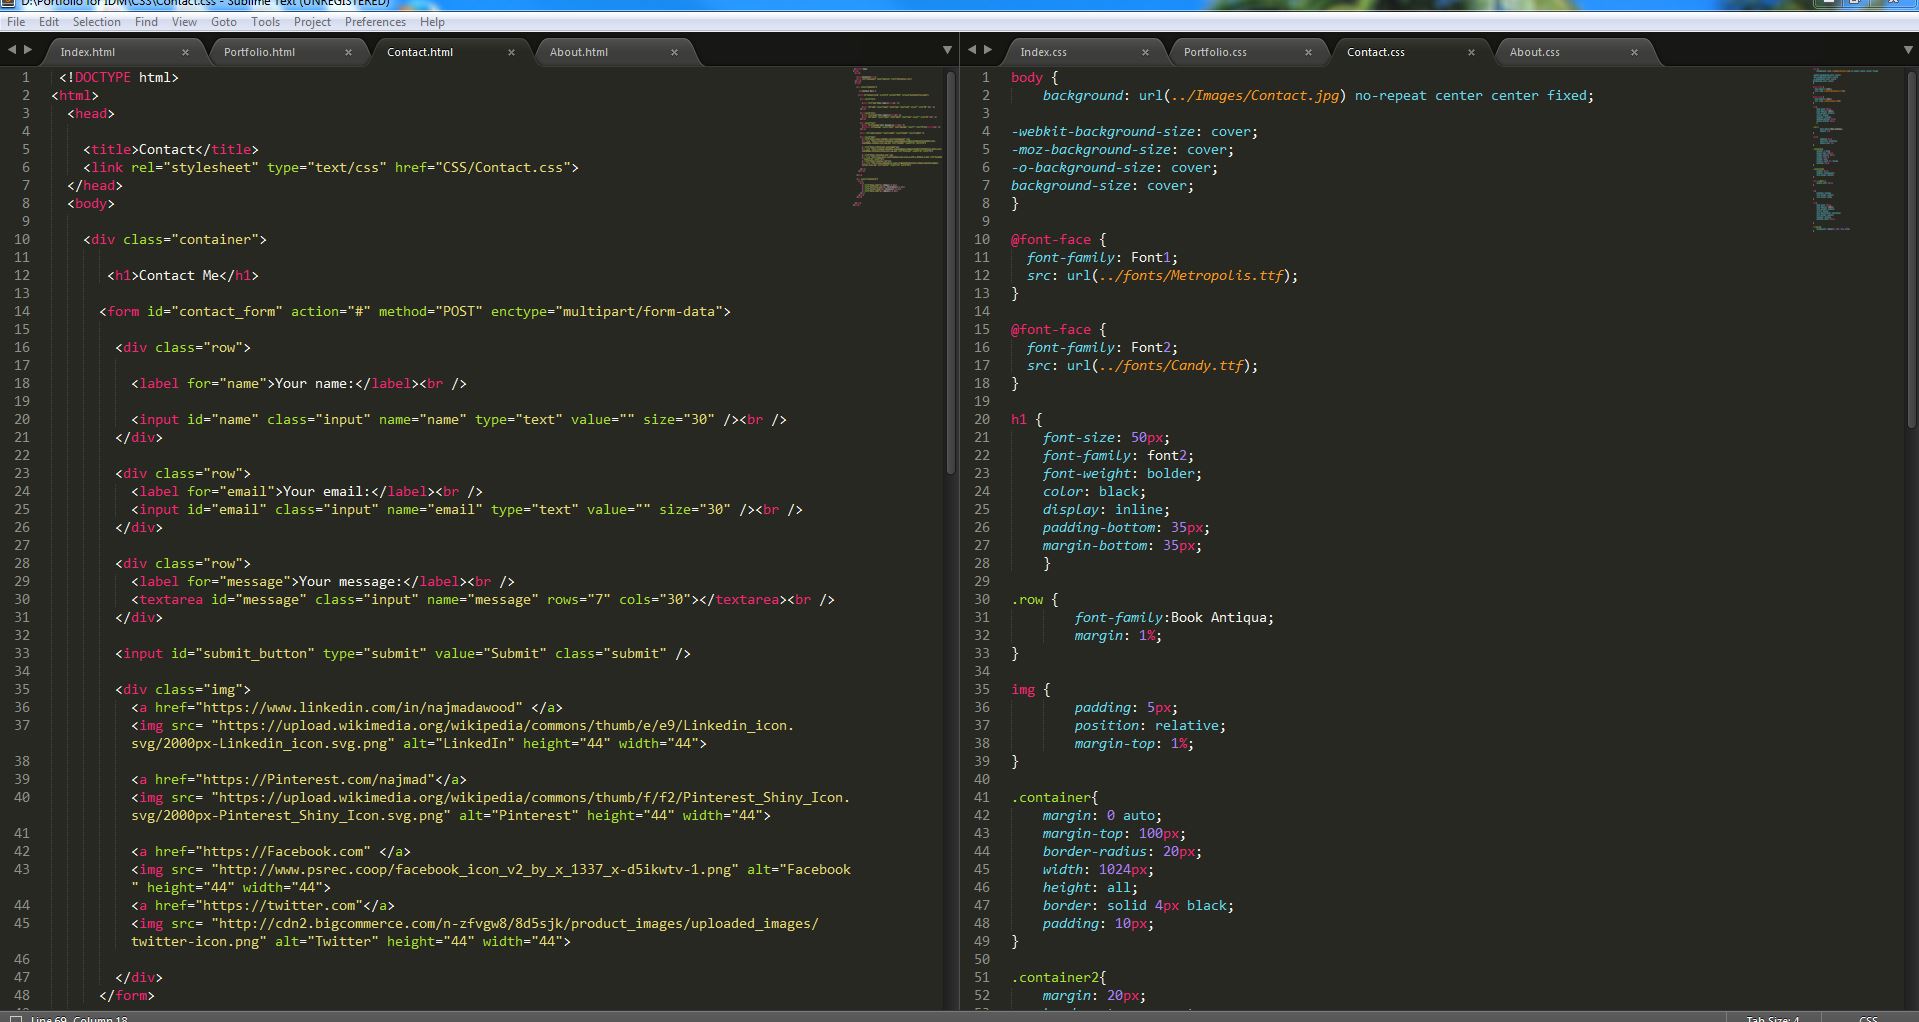 D:\Portfolio for IDM\CSS\Contact.css - Sublime Text (UNREGISTERED)
File Edit Selection Find View Goto Tools Project Preferences Help
Index.html × Portfolio.html × Contact.html × About.html ×
1 <!DOCTYPE html>
2 <html>
3 <head>
4
5 <title>Contact</title>
6 <link rel="stylesheet" type="text/css" href="CSS/Contact.css">
7 </head>
8 <body>
9
10 <div class="container">
11
12 <h1>Contact Me</h1>
13
14 <form id="contact_form" action="#" method="POST" enctype="multipart/form-data">
15
16 <div class="row">
17
18 <label for="name">Your name:</label><br />
19
20 <input id="name" class="input" name="name" type="text" value="" size="30" /><br />
21 </div>
22
23 <div class="row">
24 <label for="email">Your email:</label><br />
25 <input id="email" class="input" name="email" type="text" value="" size="30" /><br />
26 </div>
27
28 <div class="row">
29 <label for="message">Your message:</label><br />
30 <textarea id="message" class="input" name="message" rows="7" cols="30"></textarea><br />
31 </div>
32
33 <input id="submit_button" type="submit" value="Submit" class="submit" />
34
35 <div class="img">
36 <a href="https://www.linkedin.com/in/najmadawood" </a>
37 <img src= "https://upload.wikimedia.org/wikipedia/commons/thumb/e/e9/Linkedin_icon.
svg/2000px-Linkedin_icon.svg.png" alt="LinkedIn" height="44" width="44">
38
39 <a href="https://Pinterest.com/najmad"</a>
40 <img src= "https://upload.wikimedia.org/wikipedia/commons/thumb/f/f2/Pinterest_Shiny_Icon.
svg/2000px-Pinterest_Shiny_Icon.svg.png" alt="Pinterest" height="44" width="44">
41
42 <a href="https://Facebook.com" </a>
43 <img src= "http://www.psrec.coop/facebook_icon_v2_by_x_1337_x-d5ikwtv-1.png" alt="Facebook
" height="44" width="44">
44 <a href="https://twitter.com"</a>
45 <img src= "http://cdn2.bigcommerce.com/n-zfvgw8/8d5sjk/product_images/uploaded_images/
twitter-icon.png" alt="Twitter" height="44" width="44">
46
47 </div>
48 </form>
Index.css × Portfolio.css × Contact.css × About.css ×
1 body {
2 background: url(../Images/Contact.jpg) no-repeat center center fixed;
3
4 -webkit-background-size: cover;
5 -moz-background-size: cover;
6 -o-background-size: cover;
7 background-size: cover;
8 }
9
10 @font-face {
11 font-family: Font1;
12 src: url(../fonts/Metropolis.ttf);
13 }
14
15 @font-face {
16 font-family: Font2;
17 src: url(../fonts/Candy.ttf);
18 }
19
20 h1 {
21 font-size: 50px;
22 font-family: font2;
23 font-weight: bolder;
24 color: black;
25 display: inline;
26 padding-bottom: 35px;
27 margin-bottom: 35px;
28 }
29
30 .row {
31 font-family:Book Antiqua;
32 margin: 1%;
33 }
34
35 img {
36 padding: 5px;
37 position: relative;
38 margin-top: 1%;
39 }
40
41 .container{
42 margin: 0 auto;
43 margin-top: 100px;
44 border-radius: 20px;
45 width: 1024px;
46 height: all;
47 border: solid 4px black;
48 padding: 10px;
49 }
50
51 .container2{
52 margin: 20px;
Line 69, Column 18 Tab Size: 4 CSS